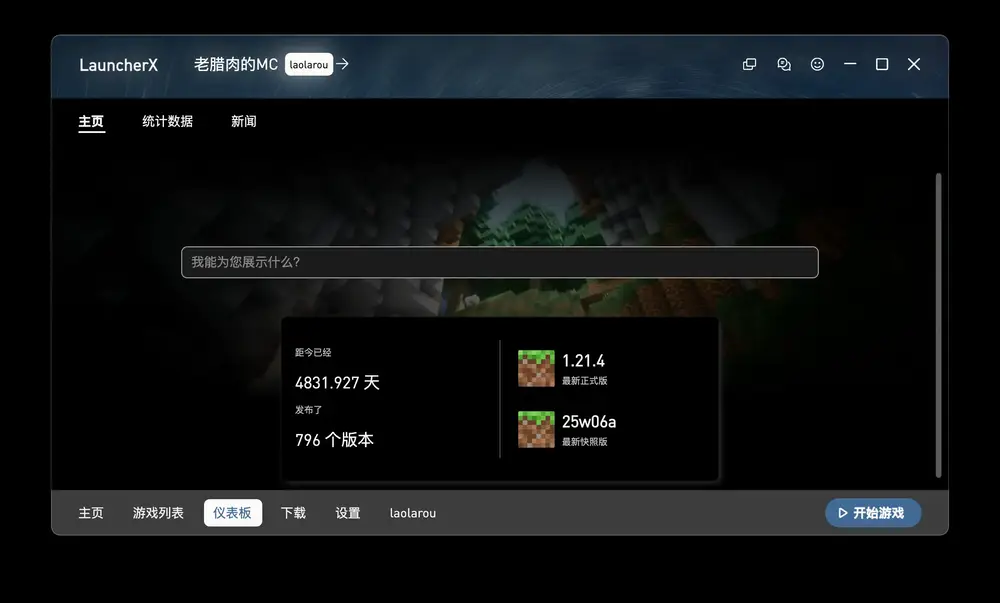 LauncherX 老腊肉的MC laolarou
主页 统计数据 新闻
我能为您展示什么?
距今已经
4831.927 天
发布了
796 个版本
1.21.4
最新正式版
25w06a
最新快照版
主页 游戏列表 仪表板 下载 设置 laolarou 开始游戏